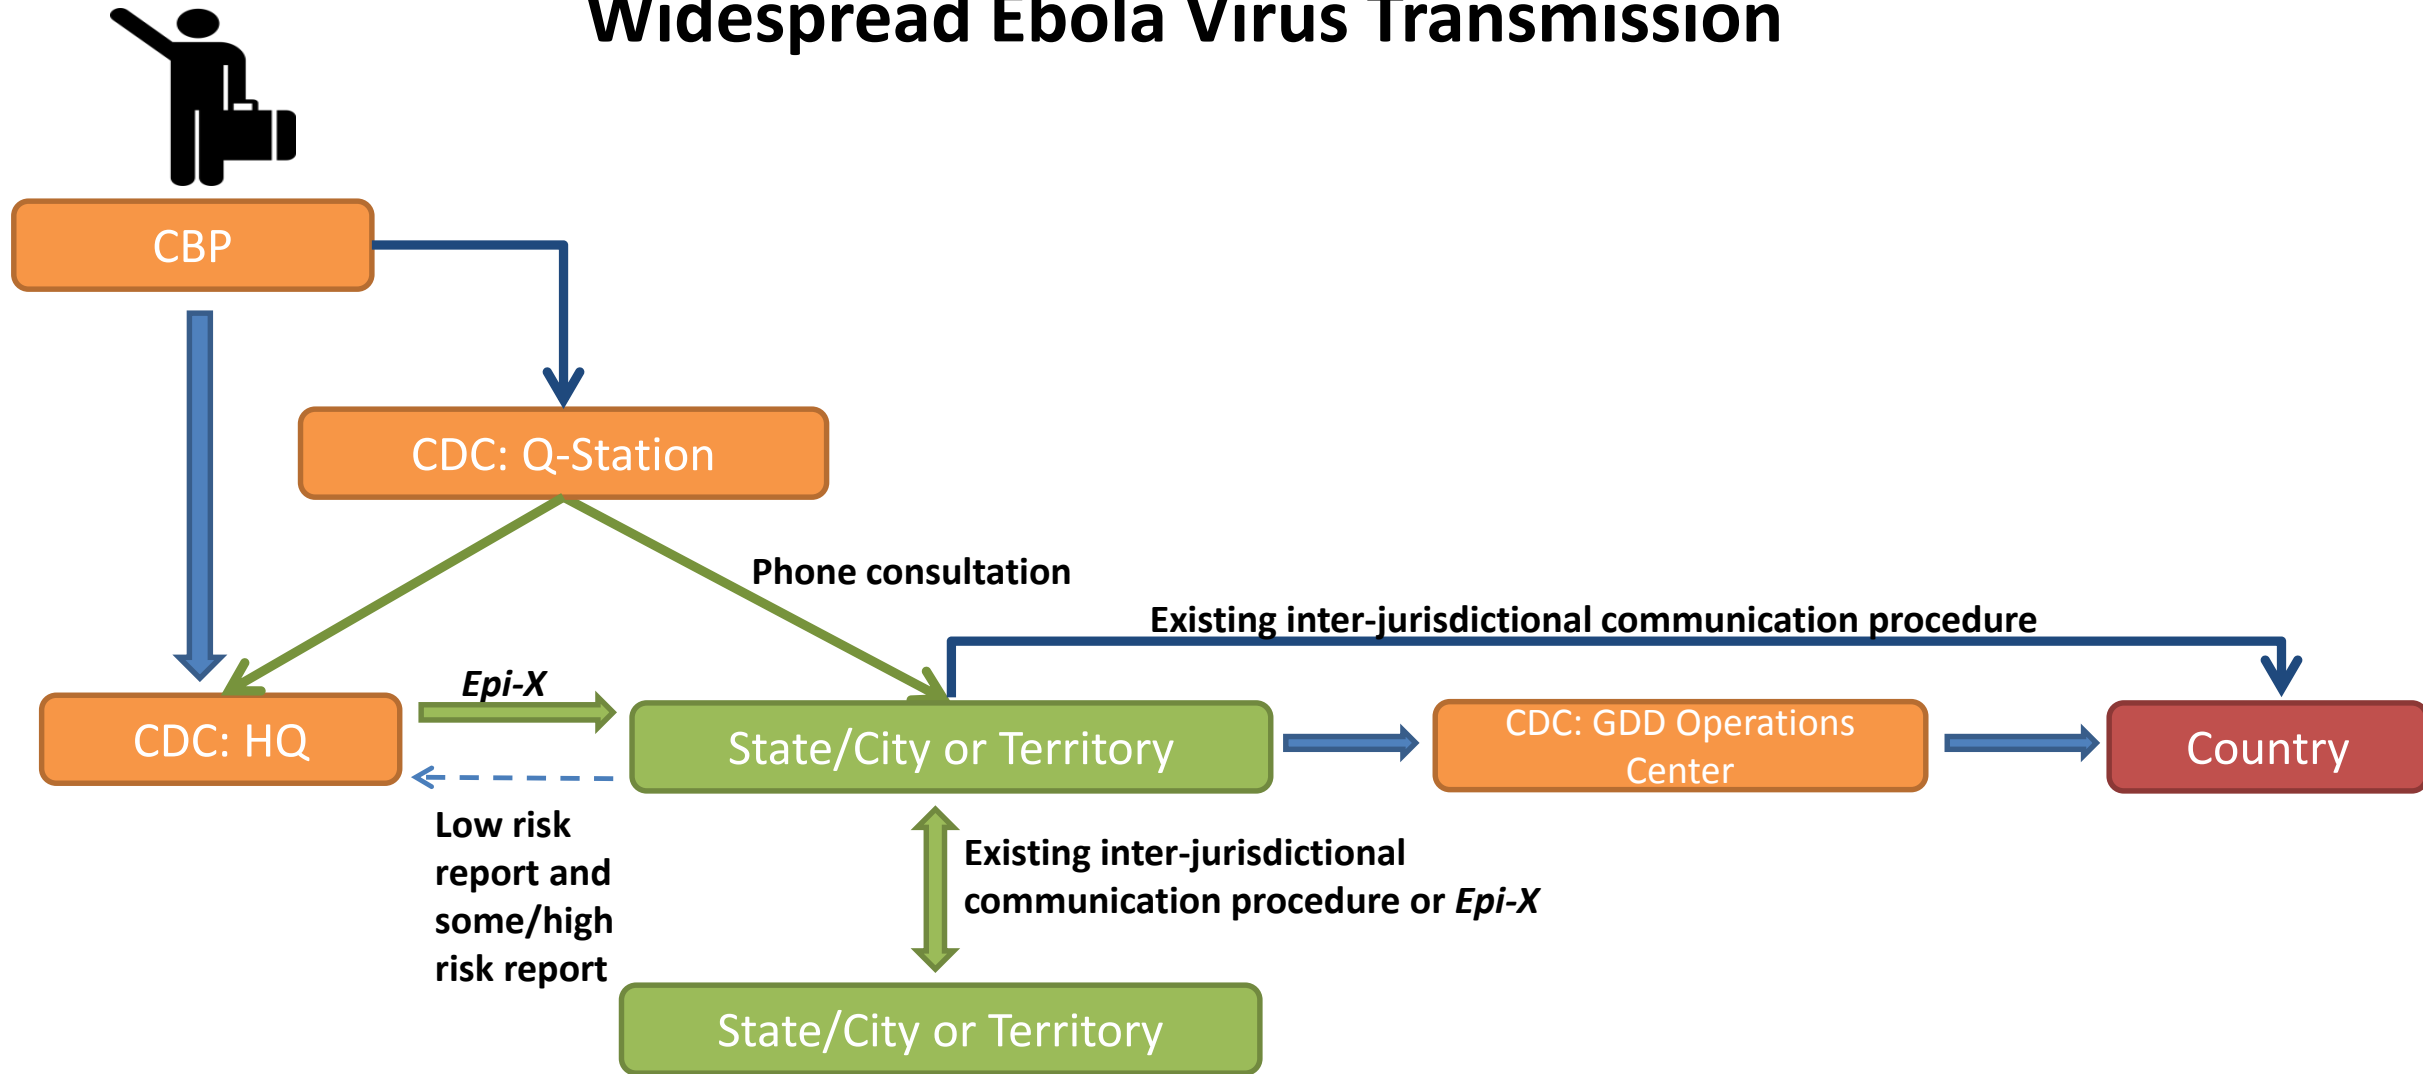 Widespread Ebola Virus Transmission
CBP
CDC: Q-Station
Phone consultation
Existing inter-jurisdictional communication procedure
Epi-X
CDC: HQ
State/City or Territory
CDC: GDD Operations
Center
Country
Low risk
report and
some/high
risk report
Existing inter-jurisdictional
communication procedure or Epi-X
State/City or Territory